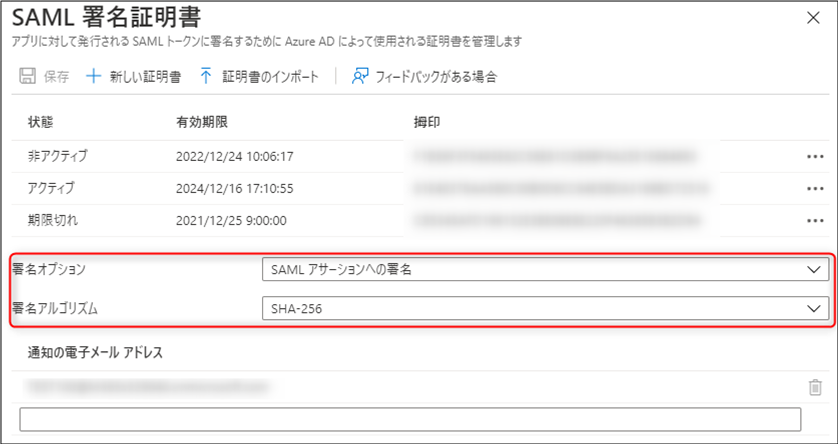 SAML 署名証明書
アプリに対して発行される SAML トークンに署名するために Azure AD によって使用される証明書を管理します
保存 新しい証明書 証明書のインポート フィードバックがある場合
状態 有効期限 拇印
非アクティブ 2022/12/24 10:06:17
アクティブ 2024/12/16 17:10:55
期限切れ 2021/12/25 9:00:00
署名オプション SAML アサーションへの署名
署名アルゴリズム SHA-256
通知の電子メール アドレス